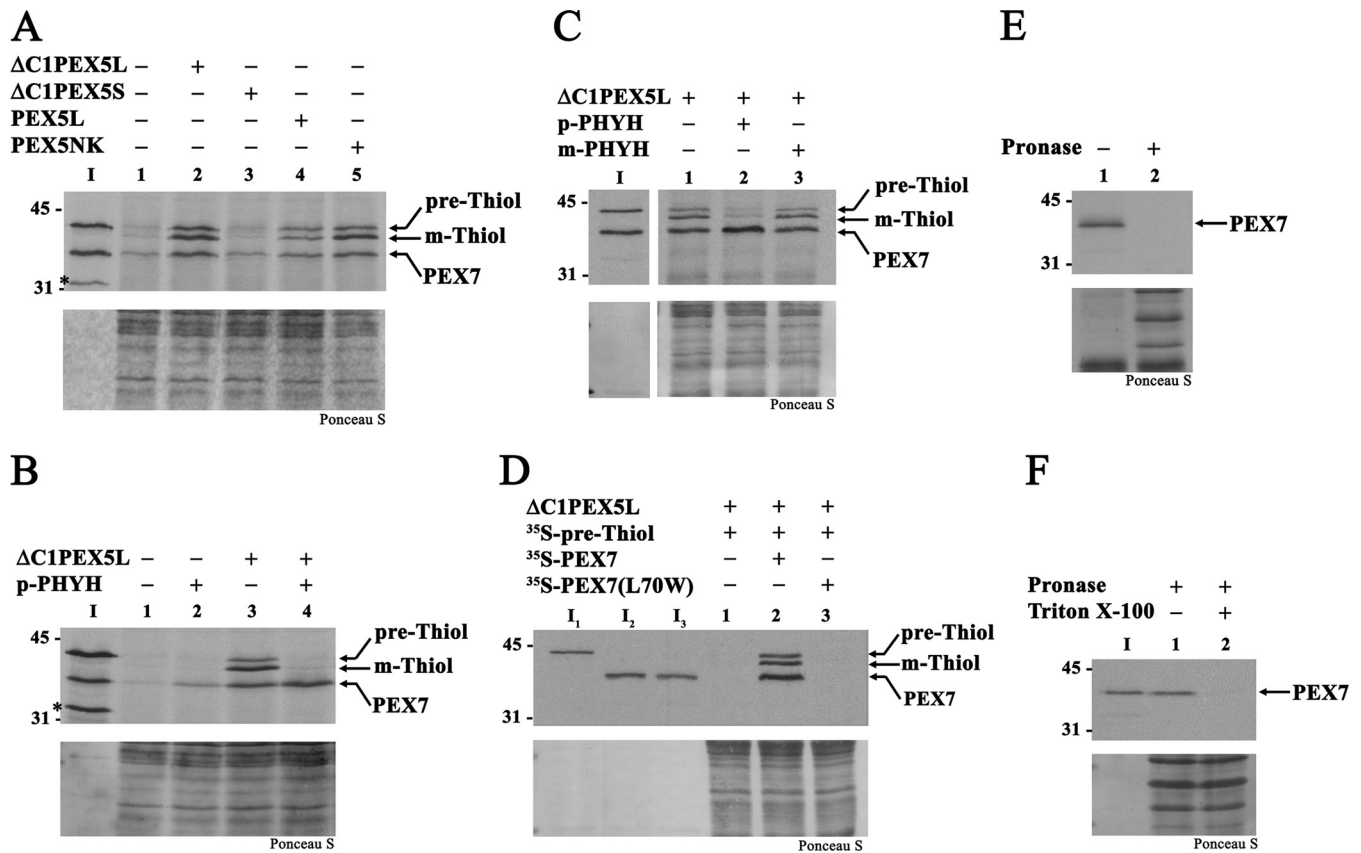 A
ΔC1PEX5L – + – – –
ΔC1PEX5S – – + – –
PEX5L – – – + –
PEX5NK – – – – +
I 1 2 3 4 5
45 -
pre-Thiol
m-Thiol
PEX7
*
31 -
Ponceau S
B
ΔC1PEX5L – – + +
p-PHYH – + – +
I 1 2 3 4
45 -
pre-Thiol
m-Thiol
PEX7
*
31 -
Ponceau S
C
ΔC1PEX5L + + +
p-PHYH – + –
m-PHYH – – +
I 1 2 3
45 -
pre-Thiol
m-Thiol
PEX7
31 -
Ponceau S
D
ΔC1PEX5L + + +
³⁵S-pre-Thiol + + +
³⁵S-PEX7 – + –
³⁵S-PEX7(L70W) – – +
I₁ I₂ I₃ 1 2 3
45 -
pre-Thiol
m-Thiol
PEX7
31 -
Ponceau S
E
Pronase – +
1 2
45 -
PEX7
31 -
Ponceau S
F
Pronase + +
Triton X-100 – +
I 1 2
45 -
PEX7
31 -
Ponceau S